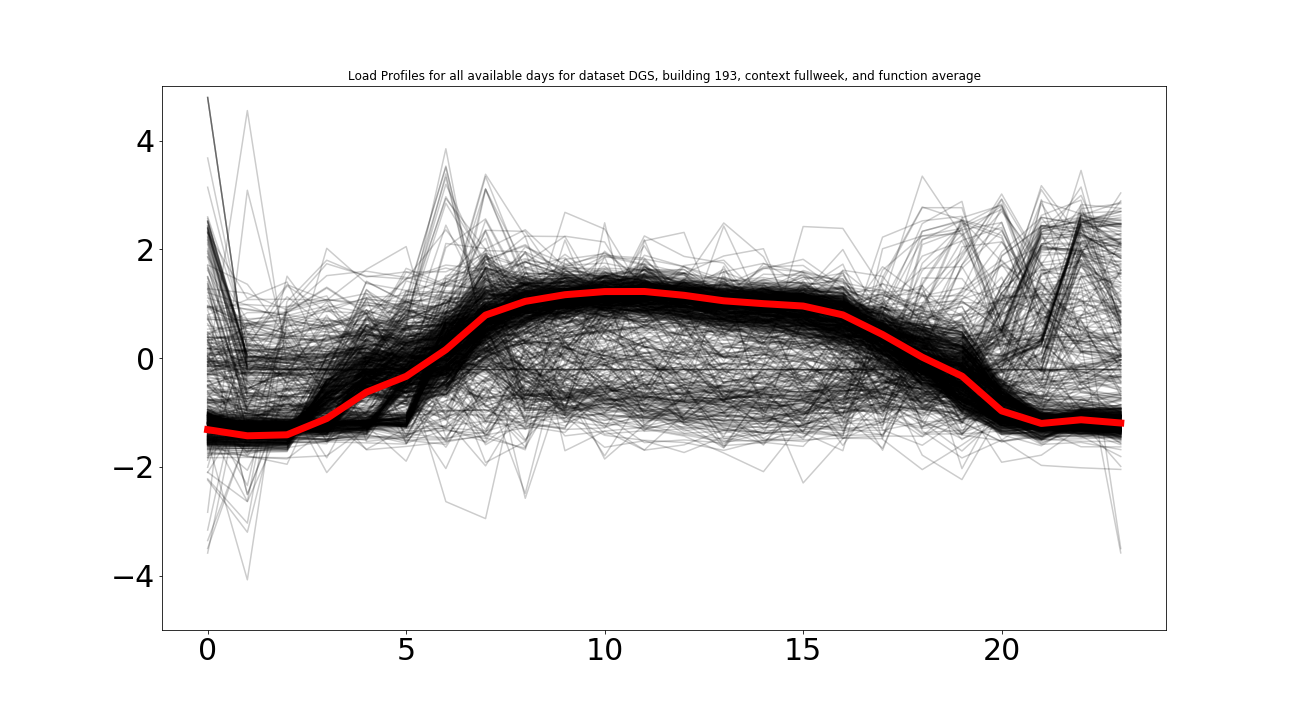 Load Profiles for all available days for dataset DGS, building 193, context fullweek, and function average
4
2
0
−2
−4
0 5 10 15 20